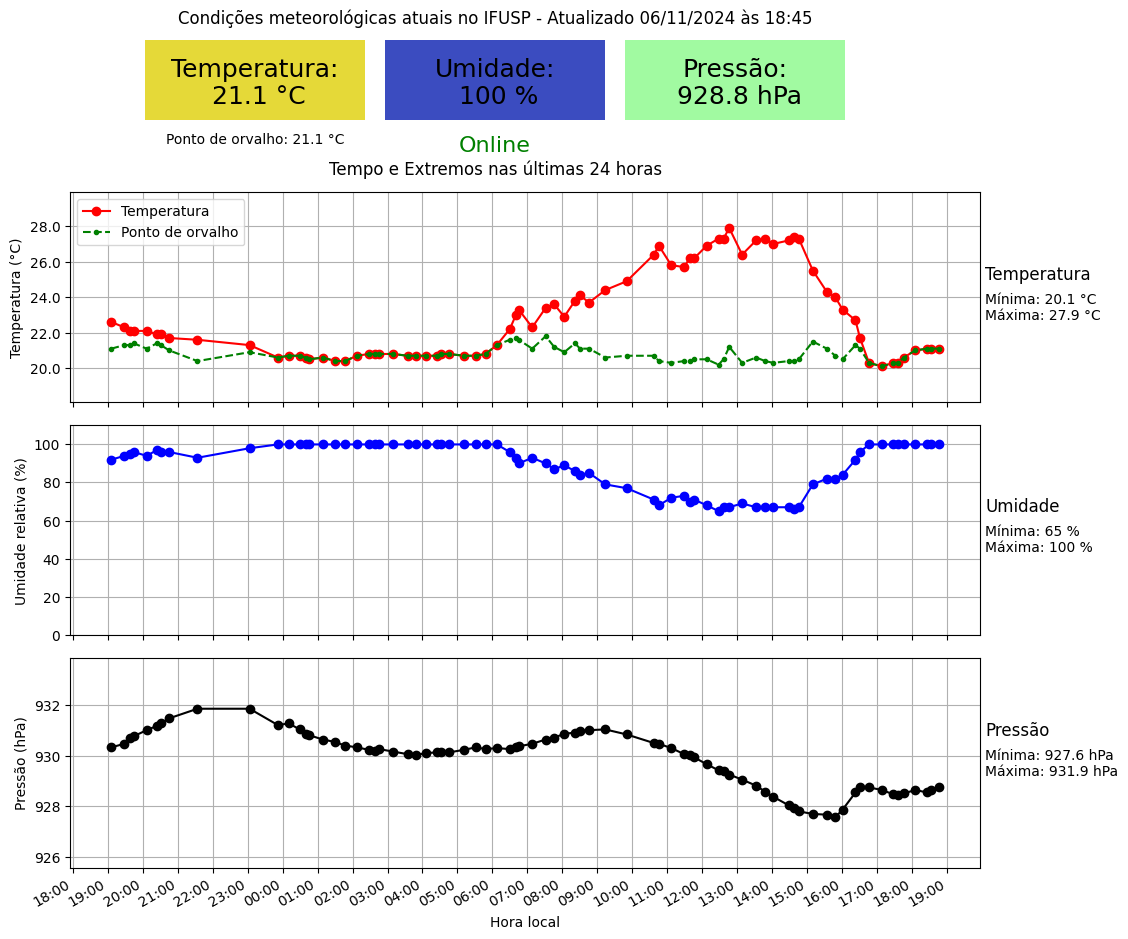 Condições meteorológicas atuais no IFUSP - Atualizado 06/11/2024 às 18:45
Temperatura:
21.1 °C
Umidade:
100 %
Pressão:
928.8 hPa
Ponto de orvalho: 21.1 °C
Online
Tempo e Extremos nas últimas 24 horas
Temperatura
Ponto de orvalho
Temperatura (°C)
28.0
26.0
24.0
22.0
20.0
Temperatura
Mínima: 20.1 °C
Máxima: 27.9 °C
Umidade relativa (%)
100
80
60
40
20
0
Umidade
Mínima: 65 %
Máxima: 100 %
Pressão (hPa)
932
930
928
926
Pressão
Mínima: 927.6 hPa
Máxima: 931.9 hPa
18:00
19:00
20:00
21:00
22:00
23:00
00:00
01:00
02:00
03:00
04:00
05:00
06:00
07:00
08:00
09:00
10:00
11:00
12:00
13:00
14:00
15:00
16:00
17:00
18:00
19:00
Hora local